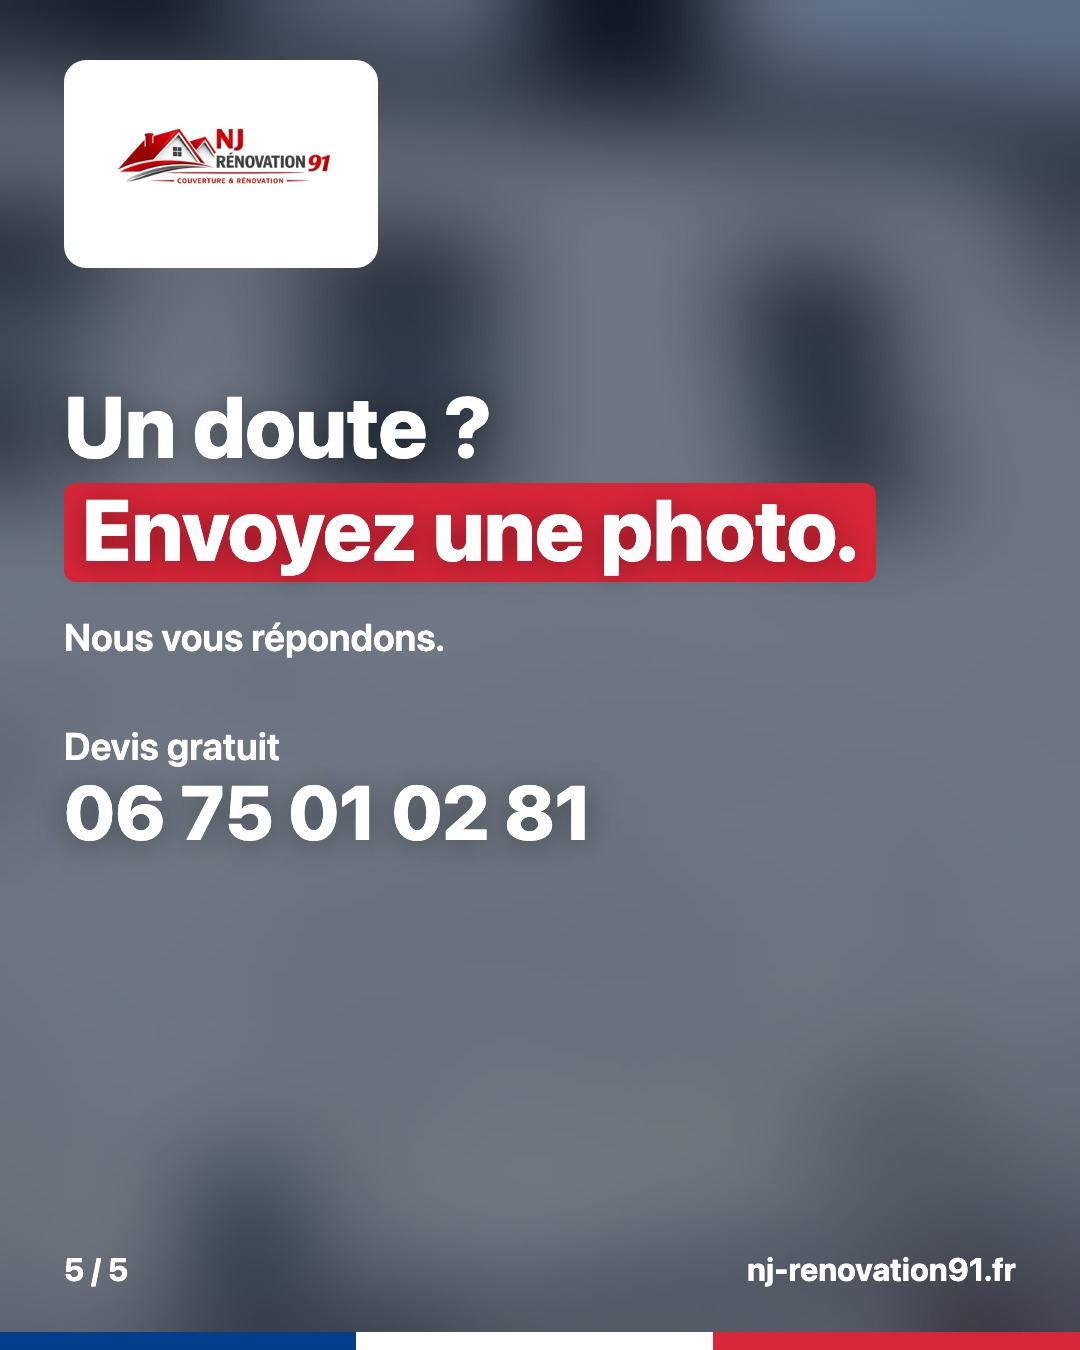 NJ
RÉNOVATION 91
COUVERTURE & RÉNOVATION
Un doute ?
Envoyez une photo.
Nous vous répondons.
Devis gratuit
06 75 01 02 81
5 / 5
nj-renovation91.fr